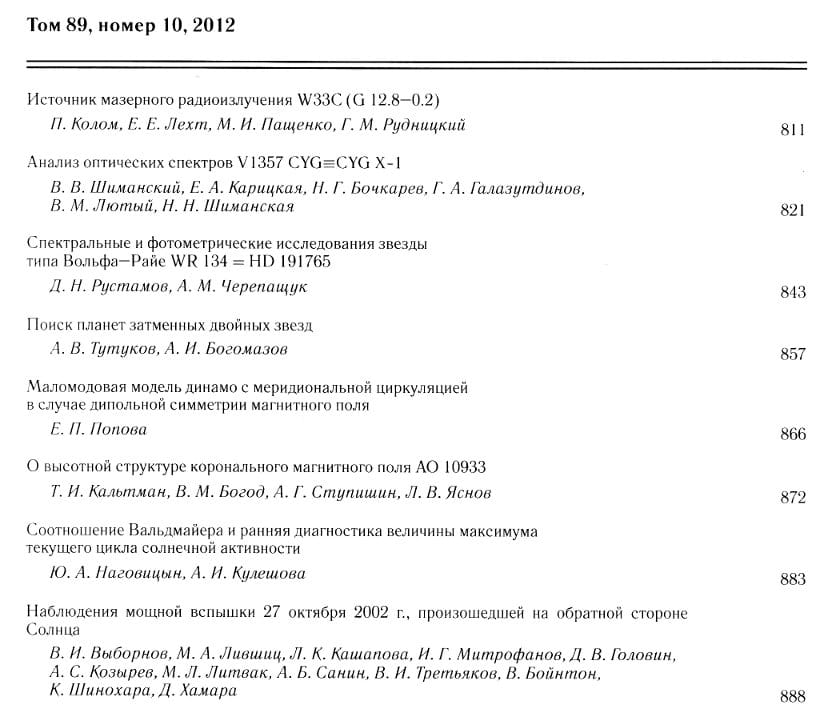 Том 89, номер 10, 2012
Источник мазерного радиоизлучения W33C (G 12.8–0.2)
П. Колом, Е. Е. Лехт, М. И. Пащенко, Г. М. Рудницкий
811
Анализ оптических спектров V1357 CYG≡CYG X-1
В. В. Шиманский, Е. А. Карицкая, Н. Г. Бочкарев, Г. А. Галазутдинов,
В. М. Лютый, Н. Н. Шиманская
821
Спектральные и фотометрические исследования звезды
типа Вольфа–Райе WR 134 = HD 191765
Д. Н. Рустамов, А. М. Черепащук
843
Поиск планет затменных двойных звезд
А. В. Тутуков, А. И. Богомазов
857
Маломодовая модель динамо с меридиональной циркуляцией
в случае дипольной симметрии магнитного поля
Е. П. Попова
866
О высотной структуре коронального магнитного поля АО 10933
Т. И. Кальтман, В. М. Богод, А. Г. Ступишин, Л. В. Яснов
872
Соотношение Вальдмайера и ранняя диагностика величины максимума
текущего цикла солнечной активности
Ю. А. Наговицын, А. И. Кулешова
883
Наблюдения мощной вспышки 27 октября 2002 г., произошедшей на обратной стороне
Солнца
В. И. Выборнов, М. А. Лившиц, Л. К. Кашапова, И. Г. Митрофанов, Д. В. Головин,
А. С. Козырев, М. Л. Литвак, А. Б. Санин, В. И. Третьяков, В. Бойнтон,
К. Шинохара, Д. Хамара
888